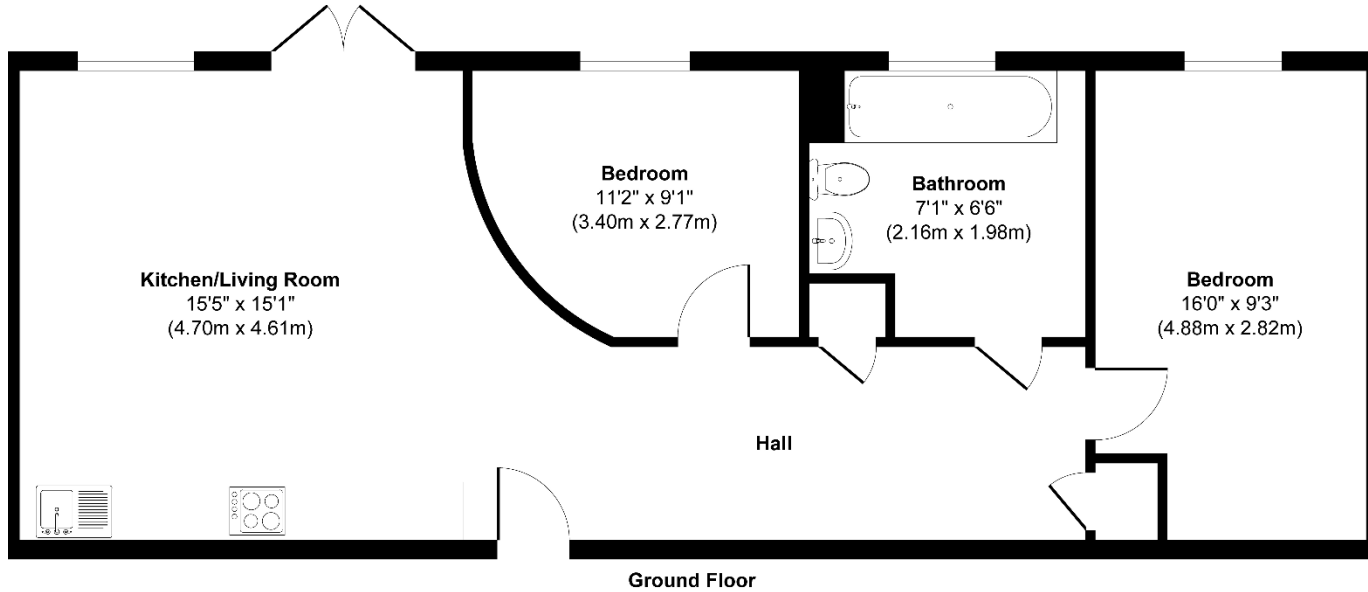 Bedroom
11'2" x 9'1"
(3.40m x 2.77m)
Bathroom
7'1" x 6'6"
(2.16m x 1.98m)
Kitchen/Living Room
15'5" x 15'1"
(4.70m x 4.61m)
Bedroom
16'0" x 9'3"
(4.88m x 2.82m)
Hall
Ground Floor